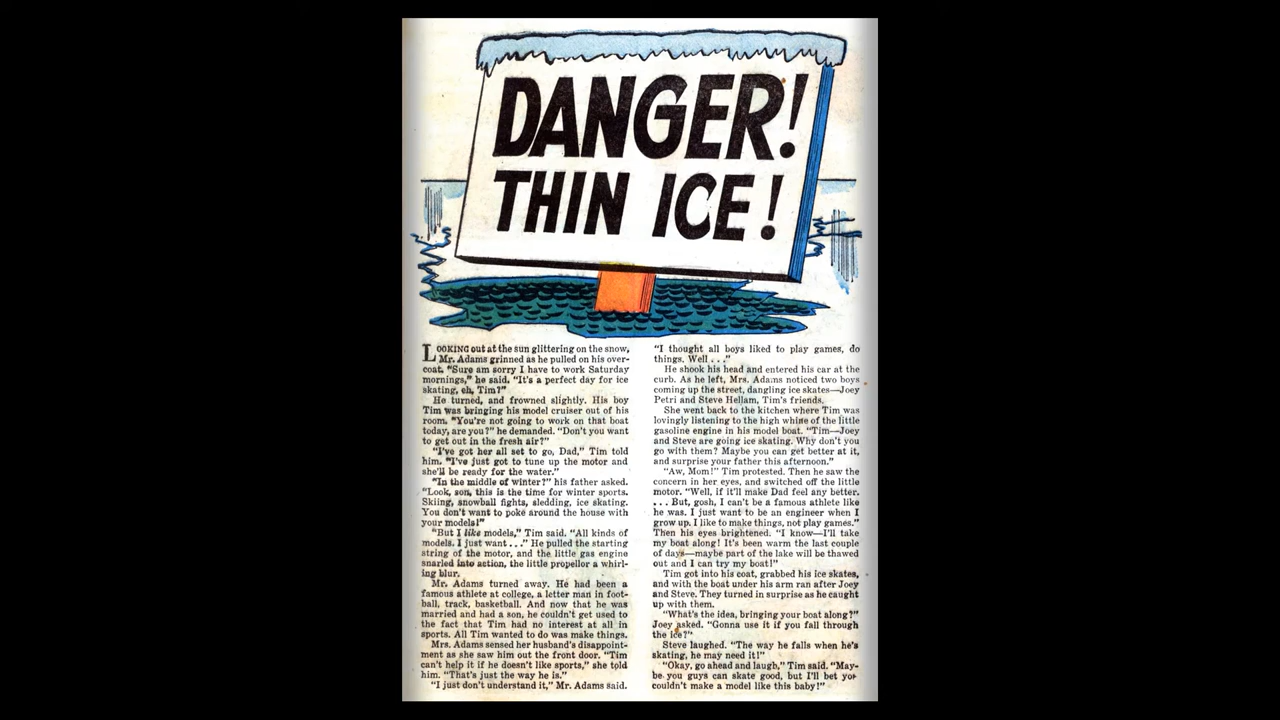 DANGER!
THIN ICE!
LOOKING out at the sun glittering on the snow,
Mr. Adams grinned as he pulled on his over-
coat. "Sure am sorry I have to work Saturday
mornings," he said. "It's a perfect day for ice
skating, eh, Tim?"
He turned, and frowned slightly. His boy
Tim was bringing his model cruiser out of his
room. "You're not going to work on that boat
today, are you?" he demanded. "Don't you want
to get out in the fresh air?"
"I've got her all set to go, Dad," Tim told
him. "I've just got to tune up the motor and
she'll be ready for the water."
"In the middle of winter?" his father asked.
"Look, son, this is the time for winter sports.
Skiing, snowball fights, sledding, ice skating.
You don't want to poke around the house with
your models!"
"But I like models," Tim said. "All kinds of
models. I just want . . ." He pulled the starting
string of the motor, and the little gas engine
snarled into action, the little propellor a whirl-
ing blur.
Mr. Adams turned away. He had been a
famous athlete at college, a letter man in foot-
ball, track, basketball. And now that he was
married and had a son, he couldn't get used to
the fact that Tim had no interest at all in
sports. All Tim wanted to do was make things.
Mrs. Adams sensed her husband's disappoint-
ment as she saw him out the front door. "Tim
can't help it if he doesn't like sports," she told
him. "That's just the way he is."
"I just don't understand it," Mr. Adams said.
"I thought all boys liked to play games, do
things. Well . . ."
He shook his head and entered his car at the
curb. As he left, Mrs. Adams noticed two boys
coming up the street, dangling ice skates—Joey
Petri and Steve Hellam, Tim's friends.
She went back to the kitchen where Tim was
lovingly listening to the high whine of the little
gasoline engine in his model boat. "Tim—Joey
and Steve are going ice skating. Why don't you
go with them? Maybe you can get better at it,
and surprise your father this afternoon."
"Aw, Mom!" Tim protested. Then he saw the
concern in her eyes, and switched off the little
motor. "Well, if it'll make Dad feel any better.
. . . But, gosh, I can't be a famous athlete like
he was. I just want to be an engineer when I
grow up. I like to make things, not play games."
Then his eyes brightened. "I know—I'll take
my boat along! It's been warm the last couple
of days—maybe part of the lake will be thawed
out and I can try my boat!"
Tim got into his coat, grabbed his ice skates,
and with the boat under his arm ran after Joey
and Steve. They turned in surprise as he caught
up with them.
"What's the idea, bringing your boat along?"
Joey asked. "Gonna use it if you fall through
the ice?"
Steve laughed. "The way he falls when he's
skating, he may need it!"
"Okay, go ahead and laugh," Tim said. "May-
be you guys can skate good, but I'll bet you
couldn't make a model like this baby!"